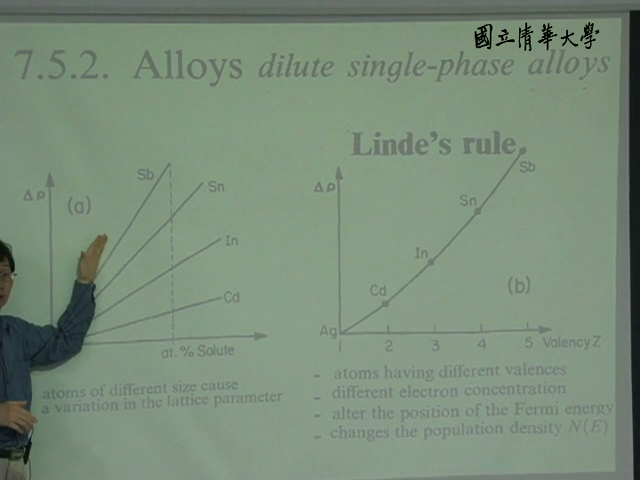 國立清華大學
7.5.2. Alloys dilute single-phase alloys
Linde's rule
Δρ
(a)
Sb
Sn
In
Cd
at. % Solute
Δρ
Sb
Sn
In
Cd
Ag
(b)
1 2 3 4 5 Valency Z
atoms of different size cause
a variation in the lattice parameter
- atoms having different valences
- different electron concentration
- alter the position of the Fermi energy
- changes the population density N(E)